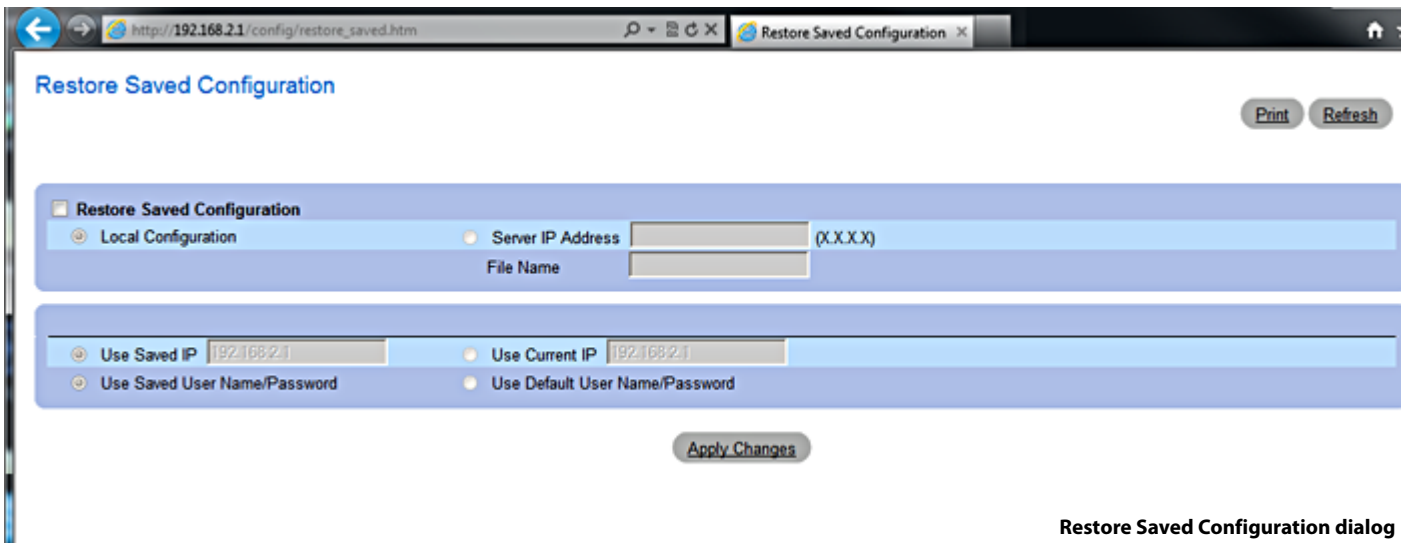 http://192.168.2.1/config/restore_saved.htm
Restore Saved Configuration
Restore Saved Configuration
Print Refresh
Restore Saved Configuration
Local Configuration Server IP Address (X.X.X.X)
File Name
Use Saved IP 192.168.2.1 Use Current IP 192.168.2.1
Use Saved User Name/Password Use Default User Name/Password
Apply Changes
Restore Saved Configuration dialog